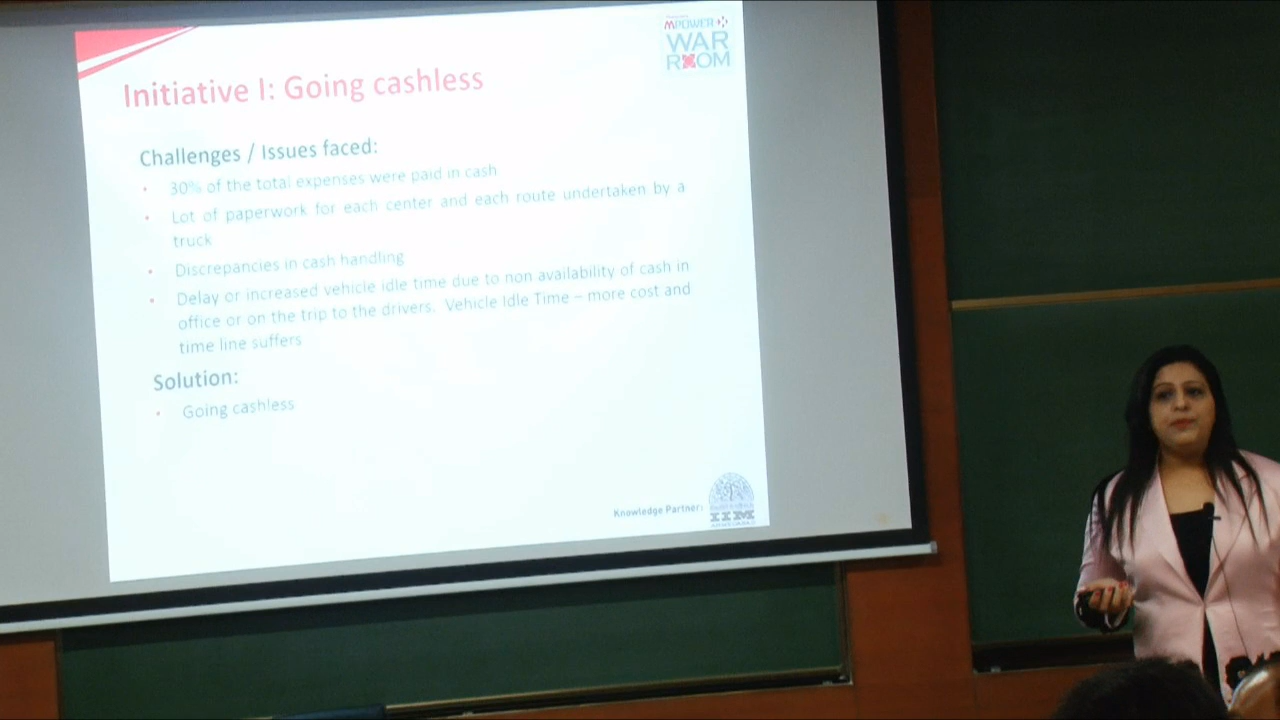 MPOWER
WAR
ROOM
Initiative I: Going cashless
Challenges / Issues faced:
30% of the total expenses were paid in cash
Lot of paperwork for each center and each route undertaken by a
truck
Discrepancies in cash handling
Delay or increased vehicle idle time due to non availability of cash in
office or on the trip to the drivers. Vehicle Idle Time – more cost and
time line suffers
Solution:
Going cashless
Knowledge Partner:
IIM